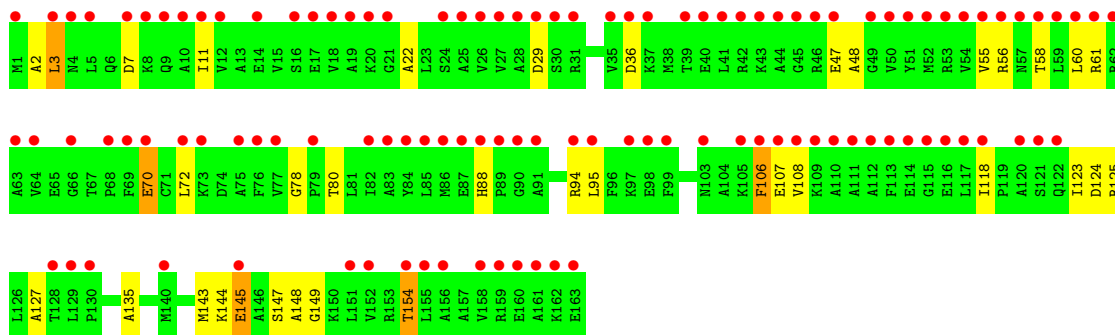 M1 A2 L3 N4 L5 Q6 D7 K8 Q9 A10 I11 V12 A13 E14 V15 S16 E17 V18 A19 K20 G21 A22 L23 S24 A25 V26 V27 A28 D29 S30 R31 V35 D36 K37 M38 T39 E40 L41 R42 K43 A44 G45 R46 E47 A48 G49 V50 Y51 M52 R53 V54 V55 R56 N57 T58 L59 L60 R61 R62
A63 V64 E65 G66 T67 P68 F69 E70 C71 L72 K73 D74 A75 F76 V77 G78 P79 T80 L81 I82 A83 Y84 L85 M86 E87 H88 P89 G90 A91 R94 L95 F96 K97 E98 F99 N103 A104 K105 F106 E107 V108 K109 A110 A111 A112 F113 E114 G115 E116 L117 I118 P119 A120 S121 Q122 I123 D124 R125
L126 A127 T128 L129 P130 A135 M140 M143 K144 E145 A146 S147 A148 G149 K150 L151 V152 R153 T154 L155 A156 A157 V158 R159 E160 A161 K162 E163